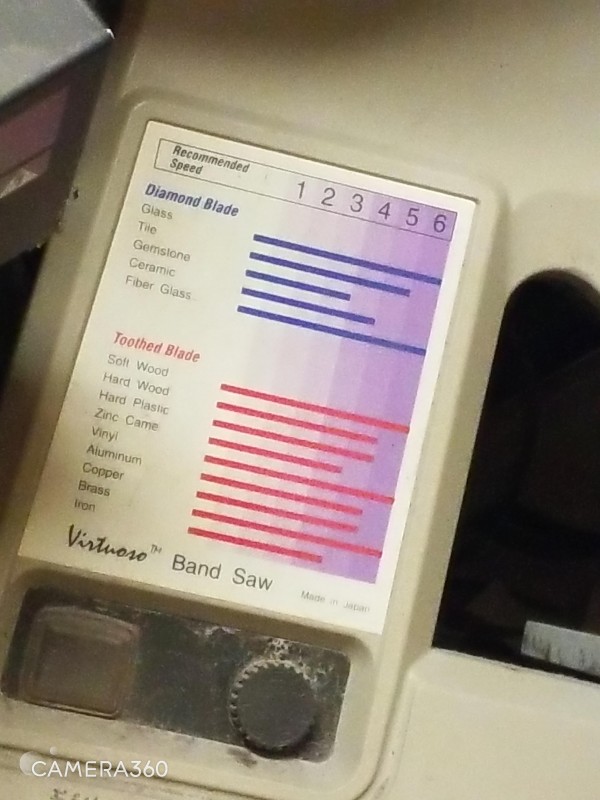 Recommended
Speed
1 2 3 4 5 6
Diamond Blade
Glass
Tile
Gemstone
Ceramic
Fiber Glass
Toothed Blade
Soft Wood
Hard Wood
Hard Plastic
Zinc Came
Vinyl
Aluminum
Copper
Brass
Iron
Virtuoso™ Band Saw
Made in Japan
CAMERA360